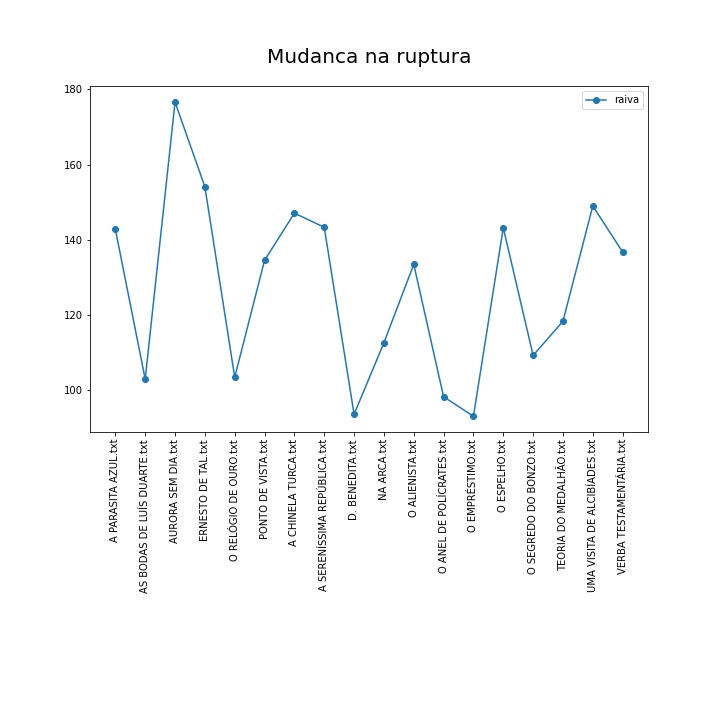 Mudanca na ruptura
raiva
180
160
140
120
100
A PARASITA AZUL.txt
AS BODAS DE LUÍS DUARTE.txt
AURORA SEM DIA.txt
ERNESTO DE TAL.txt
O RELÓGIO DE OURO.txt
PONTO DE VISTA.txt
A CHINELA TURCA.txt
A SERENÍSSIMA REPÚBLICA.txt
D. BENEDITA.txt
NA ARCA.txt
O ALIENISTA.txt
O ANEL DE POLÍCRATES.txt
O EMPRÉSTIMO.txt
O ESPELHO.txt
O SEGREDO DO BONZO.txt
TEORIA DO MEDALHÃO.txt
UMA VISITA DE ALCIBÍADES.txt
VERBA TESTAMENTÁRIA.txt